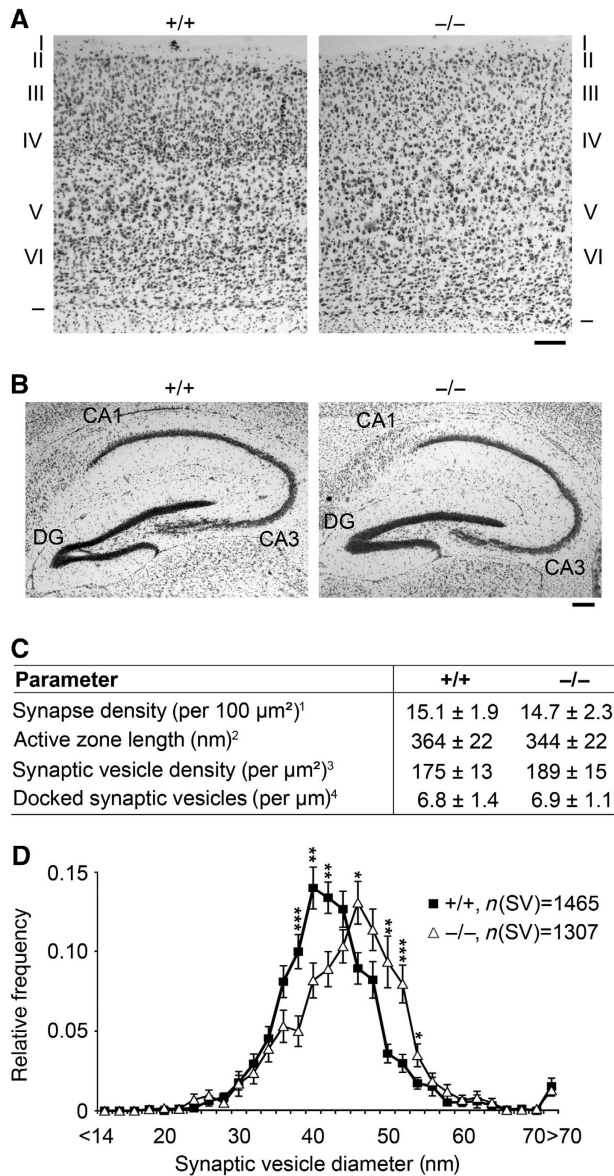 A
+/+
–/–
I
II
III
IV
V
VI
–
I
II
III
IV
V
VI
–
B
+/+
–/–
CA1
DG
CA3
CA1
DG
CA3
C
Parameter +/+ –/–
Synapse density (per 100 µm²)¹ 15.1 ± 1.9 14.7 ± 2.3
Active zone length (nm)² 364 ± 22 344 ± 22
Synaptic vesicle density (per µm²)³ 175 ± 13 189 ± 15
Docked synaptic vesicles (per µm)⁴ 6.8 ± 1.4 6.9 ± 1.1
D
Relative frequency
0.15
0.10
0.05
0
***
**
**
*
**
***
*
+/+, n(SV)=1465
–/–, n(SV)=1307
<14 20 30 40 50 60 70>70
Synaptic vesicle diameter (nm)